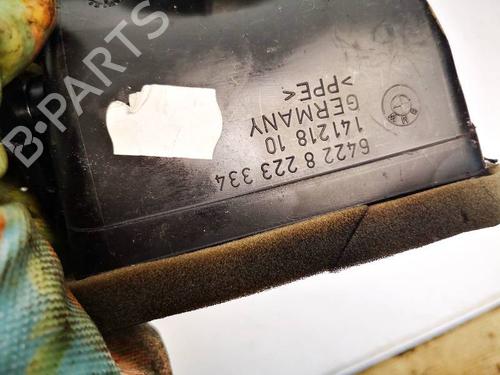 B-PARTS
6422 8 223 334
141218 10
GERMANY
>PPE<